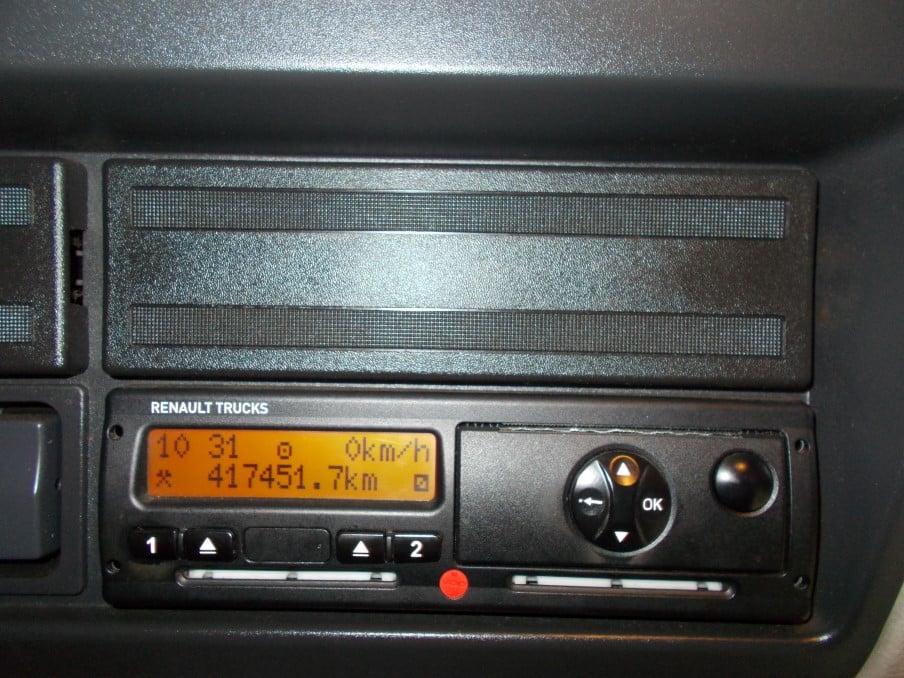 RENAULT TRUCKS
10 31 0km/h
417451.7km
1 2
OK